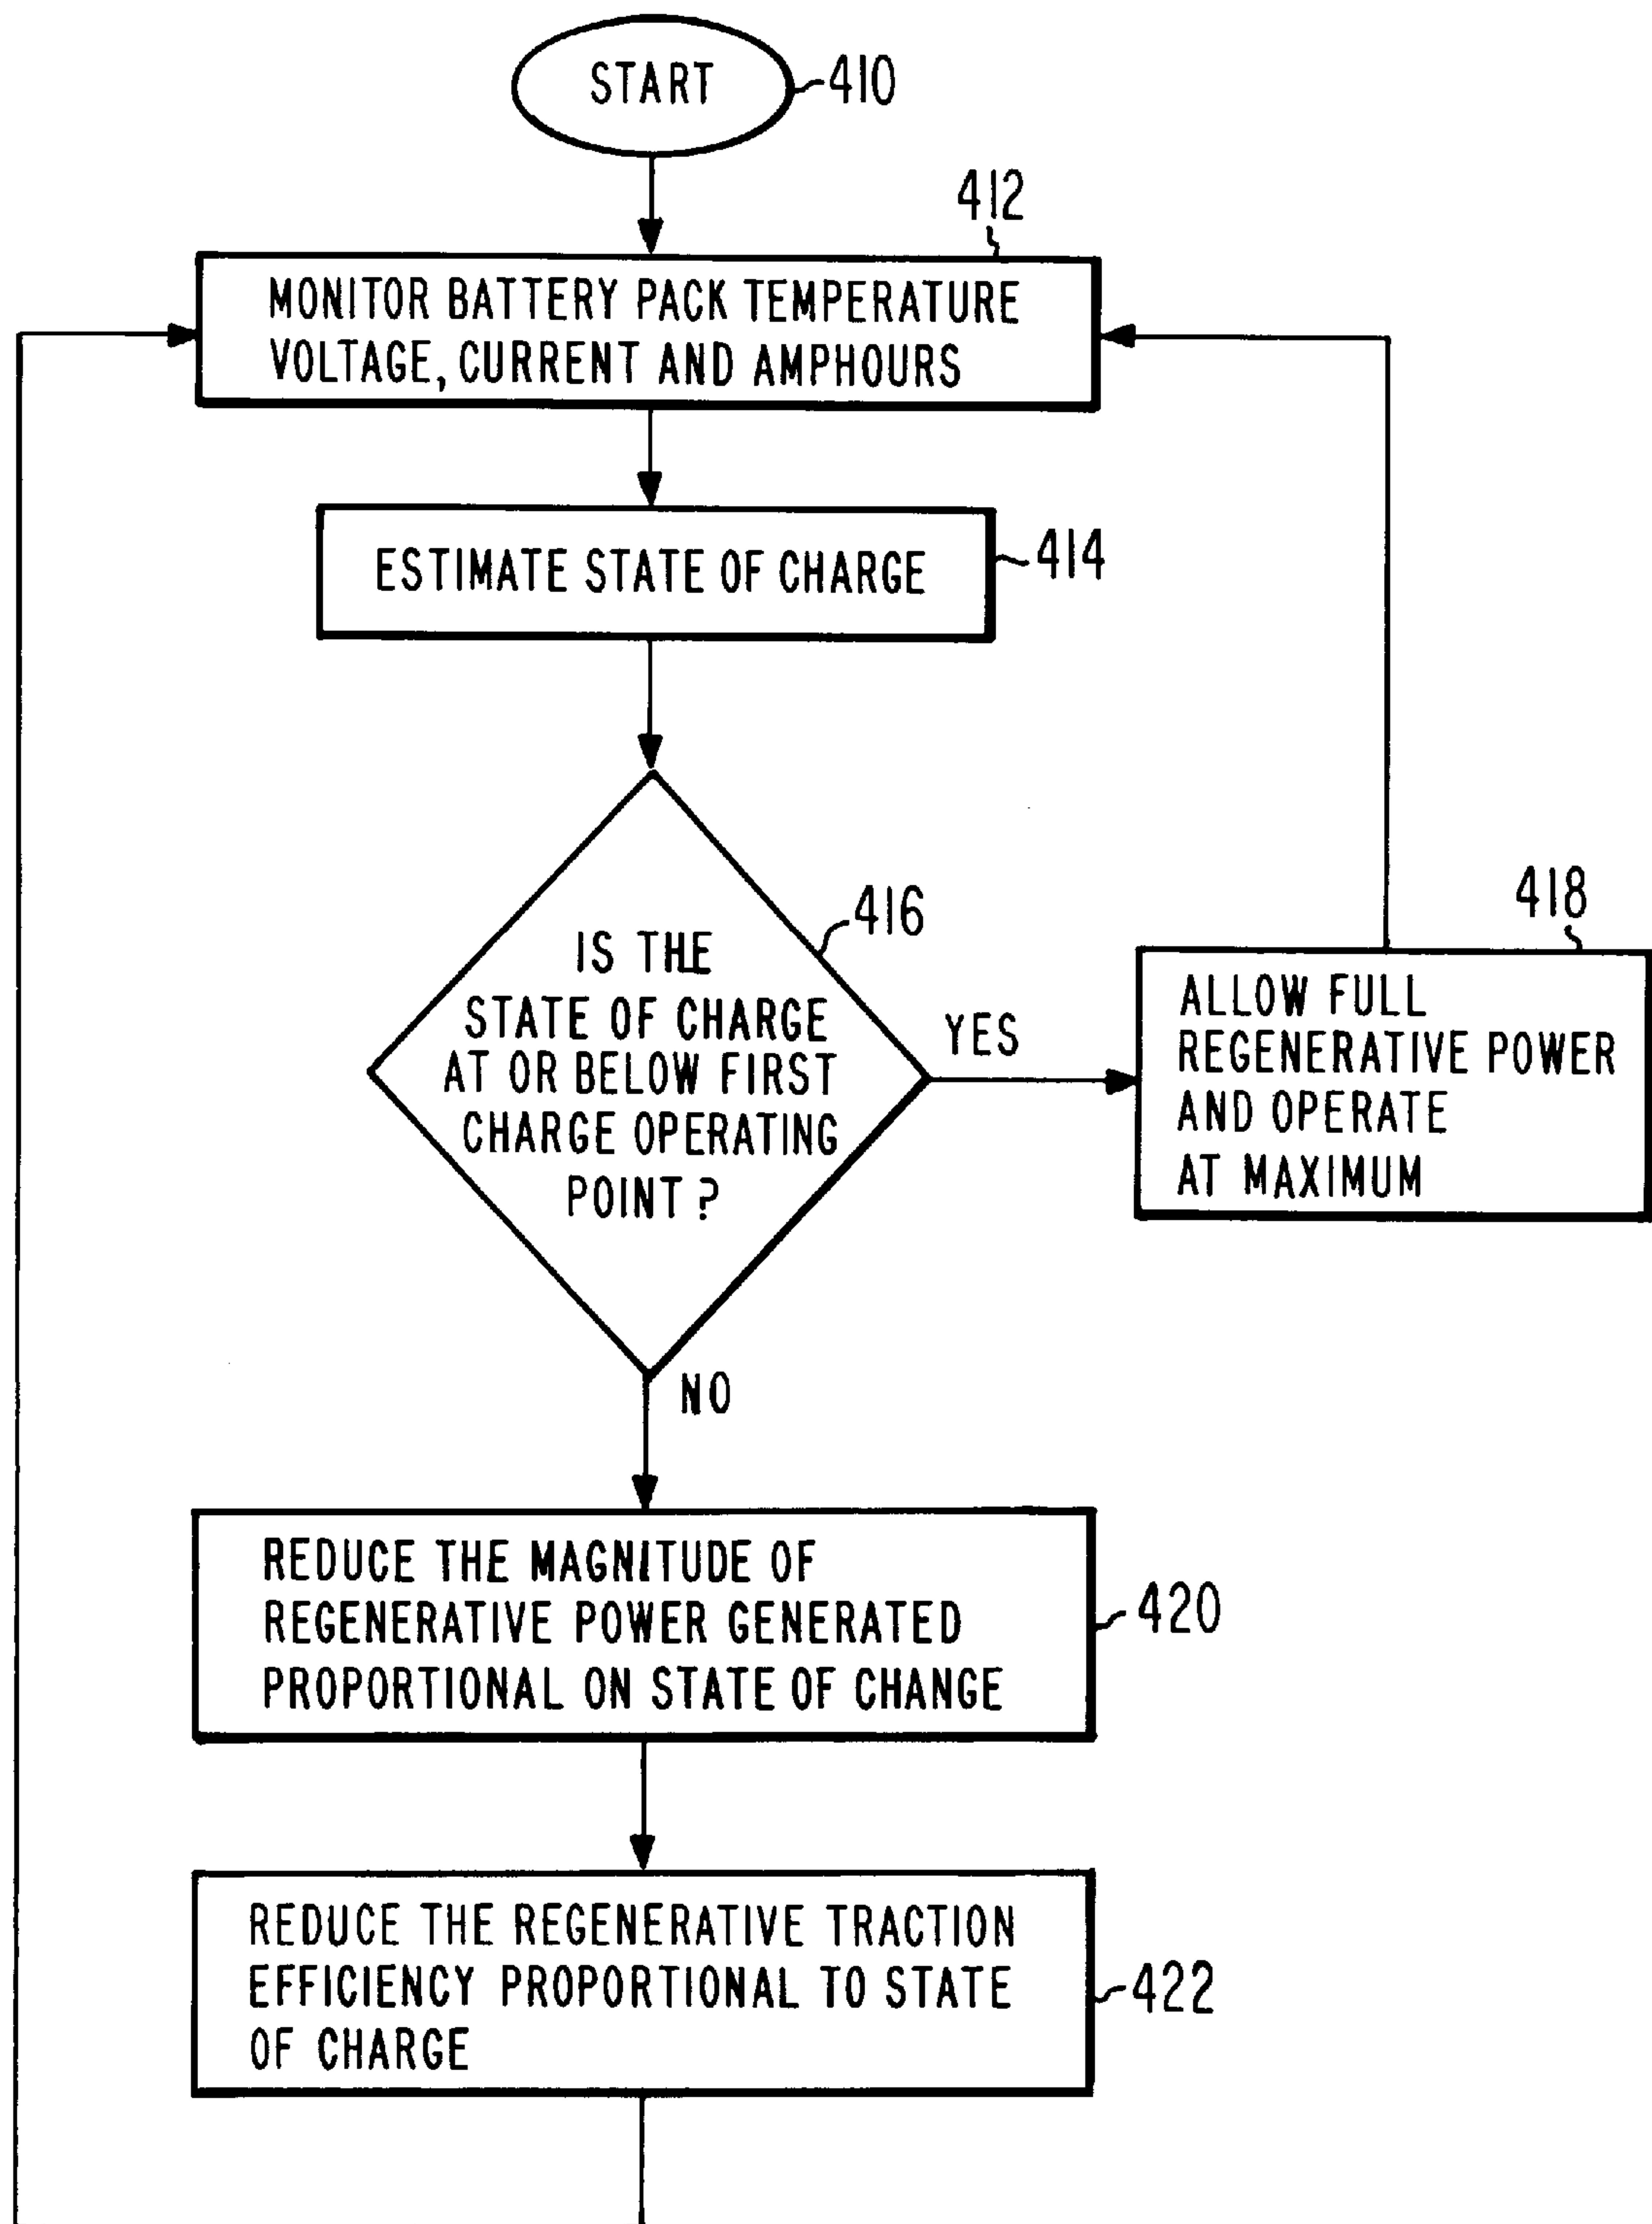 START
410
412
MONITOR BATTERY PACK TEMPERATURE
VOLTAGE, CURRENT AND AMPHOURS
ESTIMATE STATE OF CHARGE
414
416
IS THE
STATE OF CHARGE
AT OR BELOW FIRST
CHARGE OPERATING
POINT?
YES
418
ALLOW FULL
REGENERATIVE POWER
AND OPERATE
AT MAXIMUM
NO
REDUCE THE MAGNITUDE OF
REGENERATIVE POWER GENERATED
PROPORTIONAL ON STATE OF CHANGE
420
REDUCE THE REGENERATIVE TRACTION
EFFICIENCY PROPORTIONAL TO STATE
OF CHARGE
422